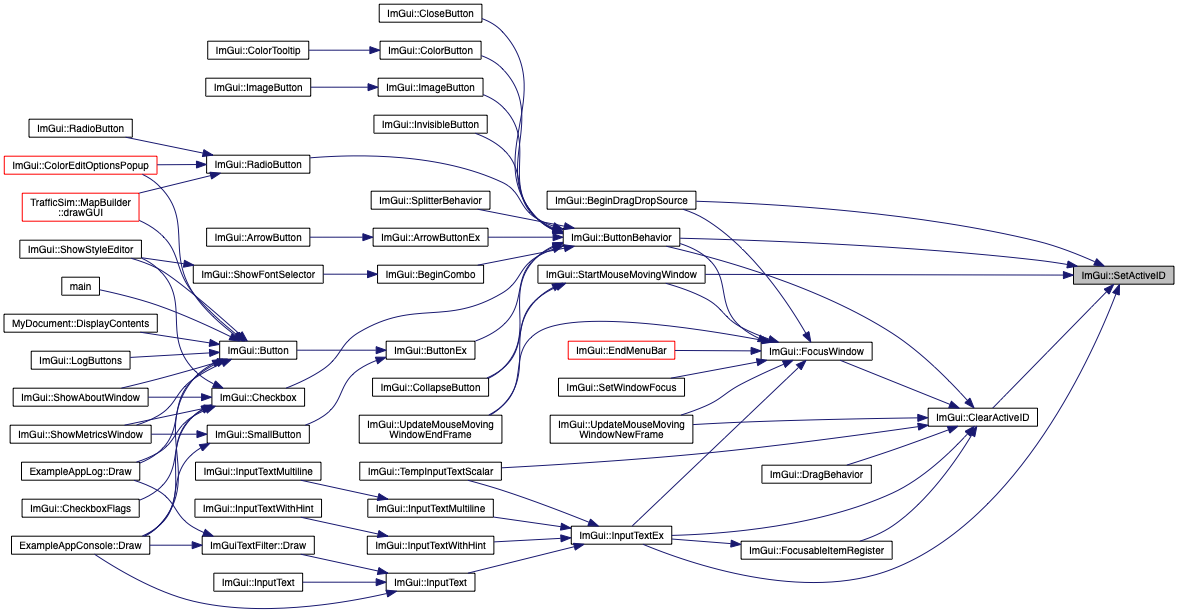 ImGui::CloseButton
ImGui::ColorTooltip
ImGui::ColorButton
ImGui::ImageButton
ImGui::ImageButton
ImGui::InvisibleButton
ImGui::RadioButton
ImGui::ColorEditOptionsPopup
ImGui::RadioButton
TrafficSim::MapBuilder
::drawGUI
ImGui::SplitterBehavior
ImGui::BeginDragDropSource
ImGui::ArrowButton
ImGui::ArrowButtonEx
ImGui::ButtonBehavior
ImGui::ShowStyleEditor
ImGui::ShowFontSelector
ImGui::BeginCombo
ImGui::StartMouseMovingWindow
ImGui::SetActiveID
main
MyDocument::DisplayContents
ImGui::LogButtons
ImGui::Button
ImGui::ButtonEx
ImGui::EndMenuBar
ImGui::FocusWindow
ImGui::ShowAboutWindow
ImGui::Checkbox
ImGui::CollapseButton
ImGui::SetWindowFocus
ImGui::ShowMetricsWindow
ImGui::SmallButton
ImGui::UpdateMouseMoving
WindowEndFrame
ImGui::UpdateMouseMoving
WindowNewFrame
ImGui::ClearActiveID
ExampleAppLog::Draw
ImGui::InputTextMultiline
ImGui::TempInputTextScalar
ImGui::DragBehavior
ImGui::CheckboxFlags
ImGui::InputTextWithHint
ImGui::InputTextMultiline
ExampleAppConsole::Draw
ImGuiTextFilter::Draw
ImGui::InputTextWithHint
ImGui::InputTextEx
ImGui::FocusableItemRegister
ImGui::InputText
ImGui::InputText